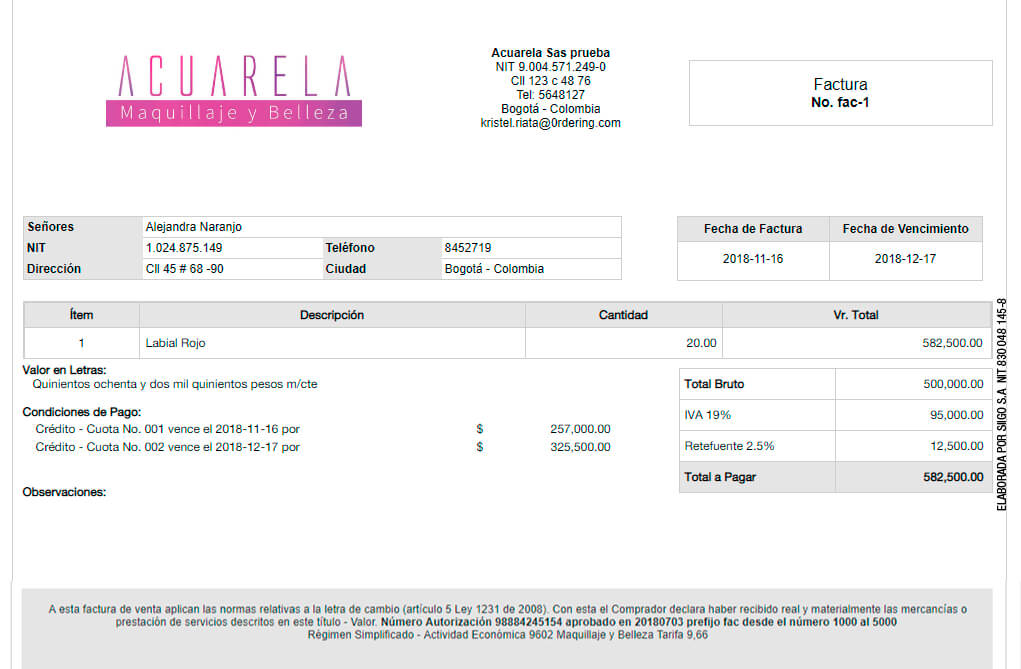 ACUARELA
Maquillaje y Belleza
Acuarela Sas prueba
NIT 9.004.571.249-0
Cll 123 c 48 76
Tel: 5648127
Bogotá - Colombia
kristel.riata@0rdering.com
Factura
No. fac-1
Señores Alejandra Naranjo
NIT 1.024.875.149 Teléfono 8452719
Dirección Cll 45 # 68 -90 Ciudad Bogotá - Colombia
Fecha de Factura Fecha de Vencimiento
2018-11-16 2018-12-17
Ítem Descripción Cantidad Vr. Total
1 Labial Rojo 20.00 582,500.00
Valor en Letras:
Quinientos ochenta y dos mil quinientos pesos m/cte
Condiciones de Pago:
Crédito - Cuota No. 001 vence el 2018-11-16 por $ 257,000.00
Crédito - Cuota No. 002 vence el 2018-12-17 por $ 325,500.00
Observaciones:
Total Bruto 500,000.00
IVA 19% 95,000.00
Retefuente 2.5% 12,500.00
Total a Pagar 582,500.00
ELABORADA POR SIIGO S.A NIT 830.048.145-8
A esta factura de venta aplican las normas relativas a la letra de cambio (artículo 5 Ley 1231 de 2008). Con esta el Comprador declara haber recibido real y materialmente las mercancías o
prestación de servicios descritos en este título - Valor. Número Autorización 98884245154 aprobado en 20180703 prefijo fac desde el número 1000 al 5000
Régimen Simplificado - Actividad Económica 9602 Maquillaje y Belleza Tarifa 9,66